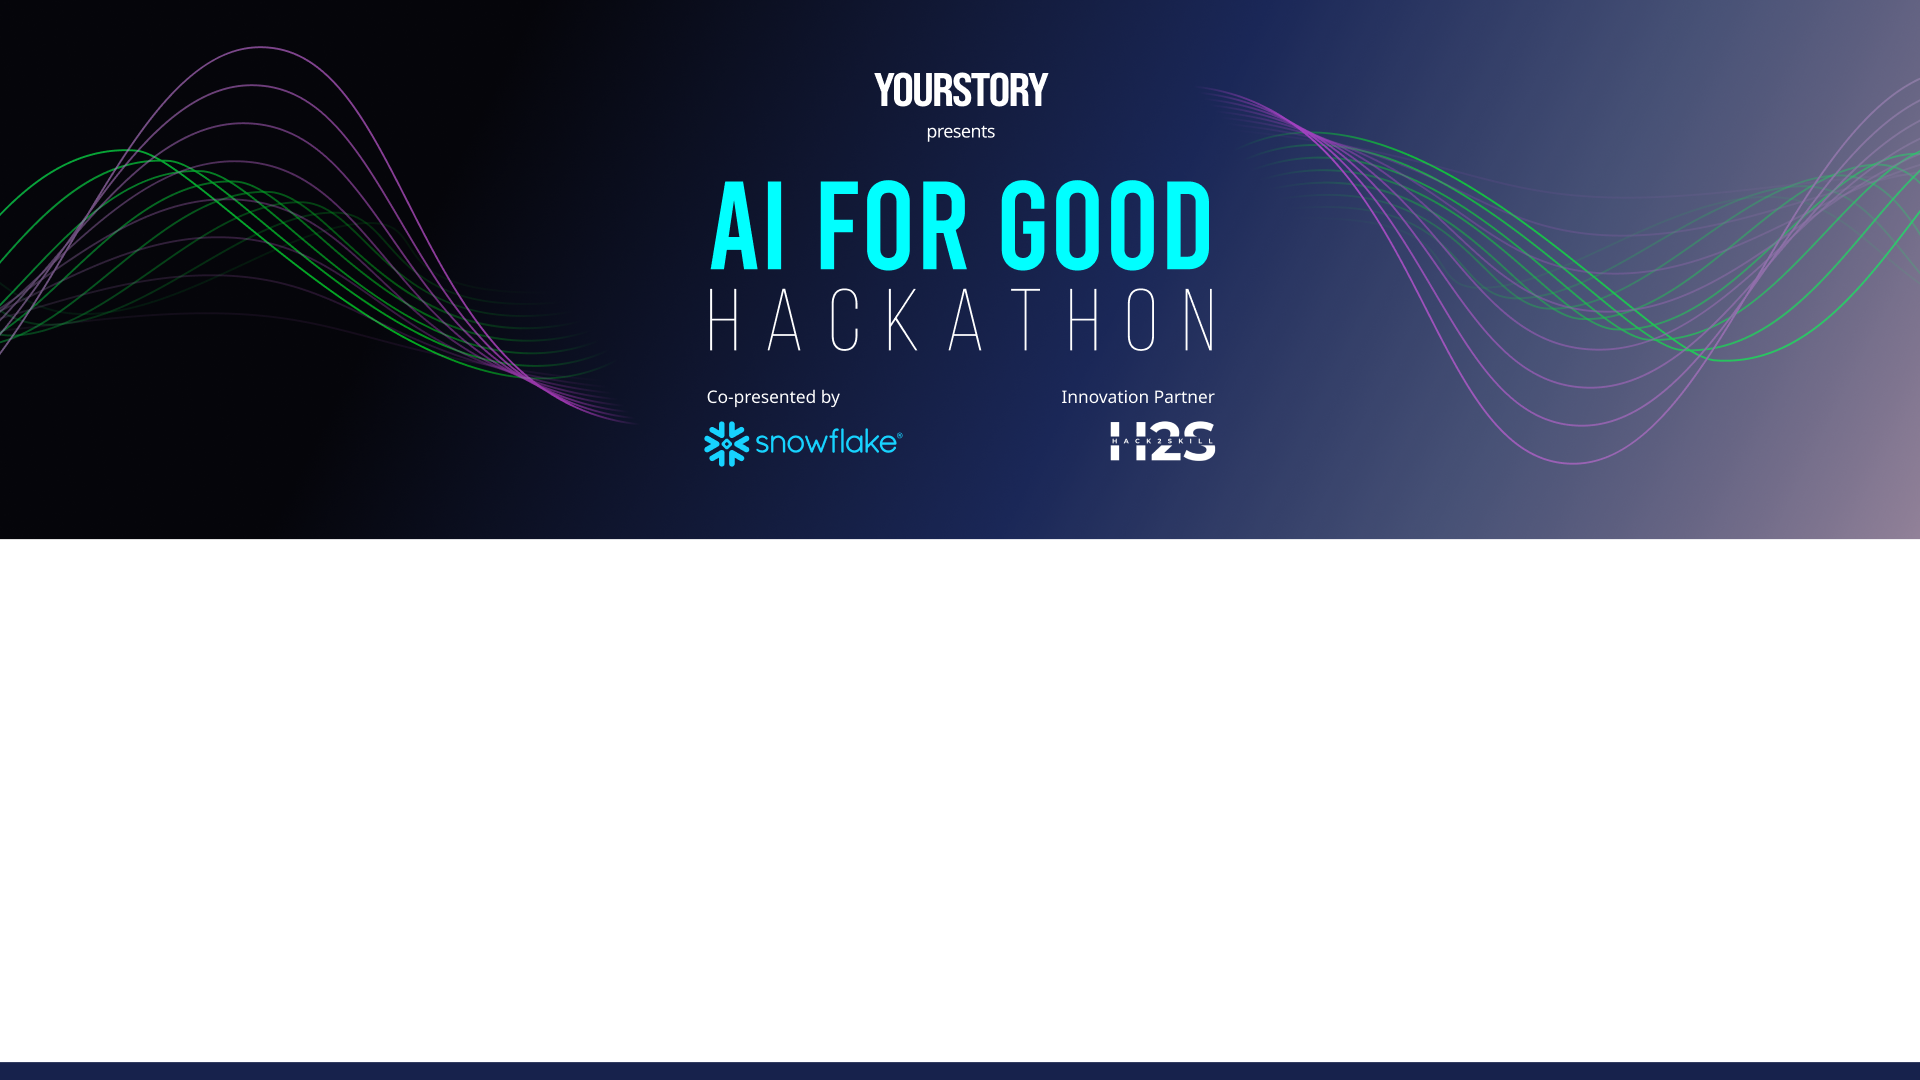 YOURSTORY
presents
AI FOR GOOD
HACKATHON
Co-presented by
Innovation Partner
snowflake®
H2S
HACK2SKILL